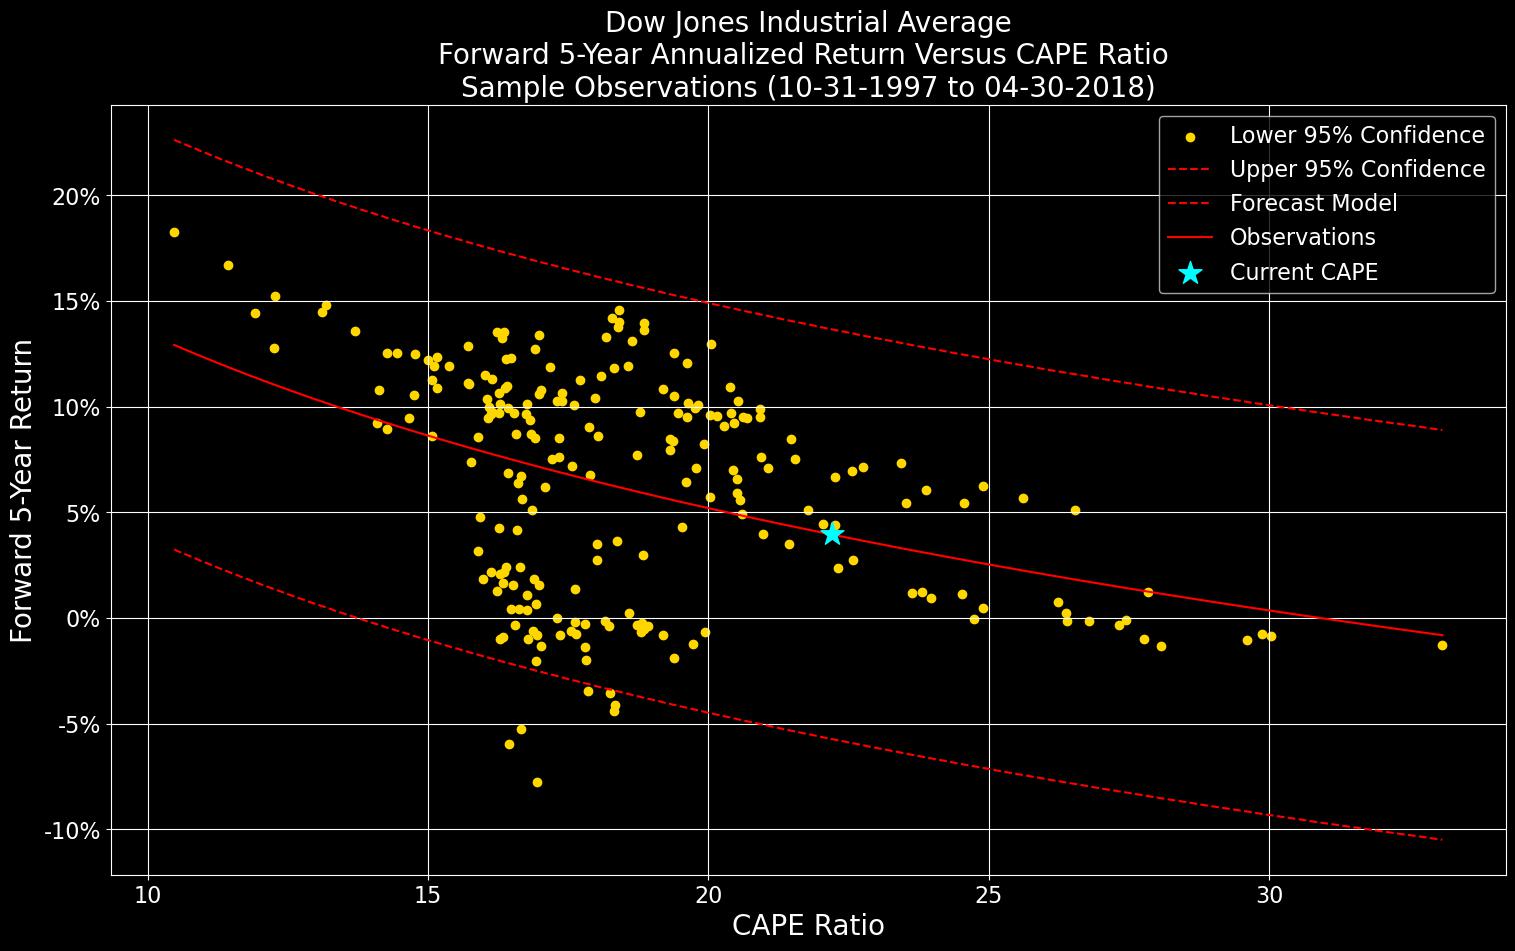 Dow Jones Industrial Average
Forward 5-Year Annualized Return Versus CAPE Ratio
Sample Observations (10-31-1997 to 04-30-2018)
Lower 95% Confidence
Upper 95% Confidence
Forecast Model
Observations
Current CAPE
Forward 5-Year Return
20%
15%
10%
5%
0%
-5%
-10%
10
15
20
25
30
CAPE Ratio